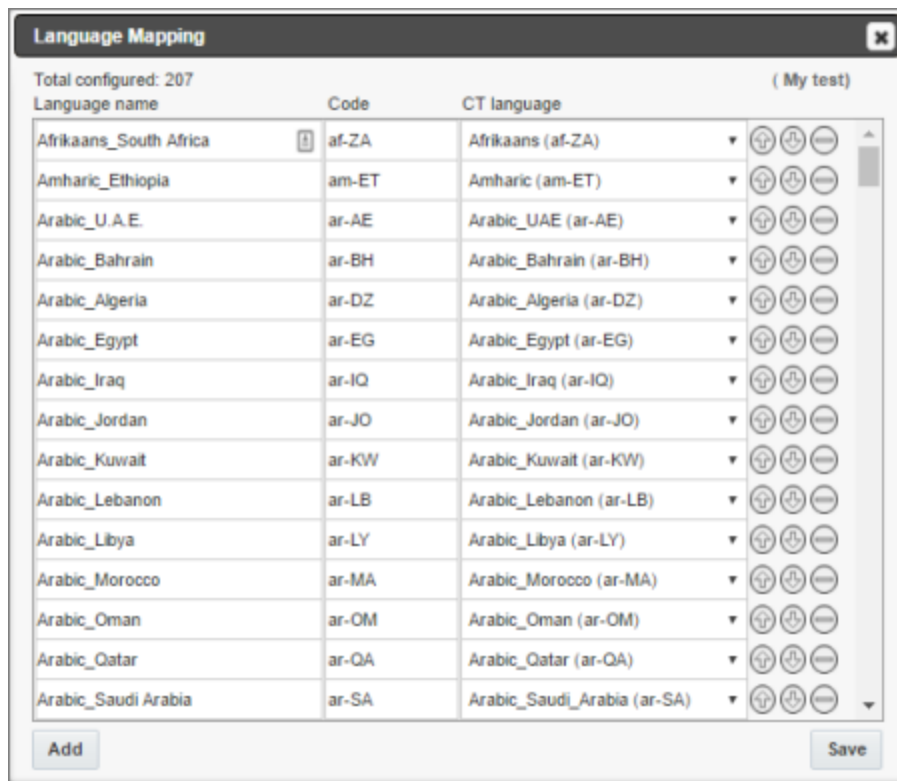 Language Mapping
Total configured: 207 ( My test)
Language name Code CT language
Afrikaans_South Africa af-ZA Afrikaans (af-ZA)
Amharic_Ethiopia am-ET Amharic (am-ET)
Arabic_U.A.E. ar-AE Arabic_UAE (ar-AE)
Arabic_Bahrain ar-BH Arabic_Bahrain (ar-BH)
Arabic_Algeria ar-DZ Arabic_Algeria (ar-DZ)
Arabic_Egypt ar-EG Arabic_Egypt (ar-EG)
Arabic_Iraq ar-IQ Arabic_Iraq (ar-IQ)
Arabic_Jordan ar-JO Arabic_Jordan (ar-JO)
Arabic_Kuwait ar-KW Arabic_Kuwait (ar-KW)
Arabic_Lebanon ar-LB Arabic_Lebanon (ar-LB)
Arabic_Libya ar-LY Arabic_Libya (ar-LY)
Arabic_Morocco ar-MA Arabic_Morocco (ar-MA)
Arabic_Oman ar-OM Arabic_Oman (ar-OM)
Arabic_Qatar ar-QA Arabic_Qatar (ar-QA)
Arabic_Saudi Arabia ar-SA Arabic_Saudi_Arabia (ar-SA)
Add Save